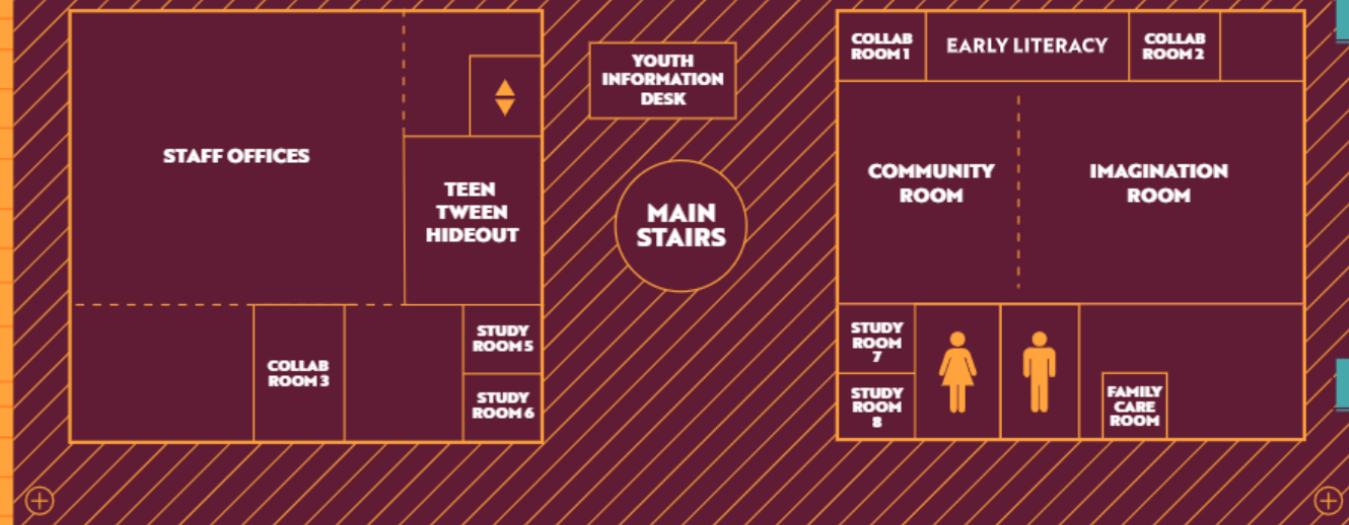 STAFF OFFICES
TEEN
TWEEN
HIDEOUT
COLLAB
ROOM 3
STUDY
ROOM 5
STUDY
ROOM 6
YOUTH
INFORMATION
DESK
MAIN
STAIRS
COLLAB
ROOM 1
EARLY LITERACY
COLLAB
ROOM 2
COMMUNITY
ROOM
IMAGINATION
ROOM
STUDY
ROOM
7
STUDY
ROOM
8
FAMILY
CARE
ROOM